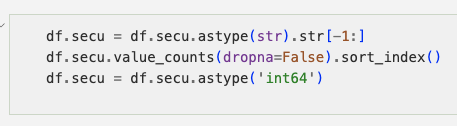 df.secu = df.secu.astype(str).str[-1:]
df.secu.value_counts(dropna=False).sort_index()
df.secu = df.secu.astype('int64')